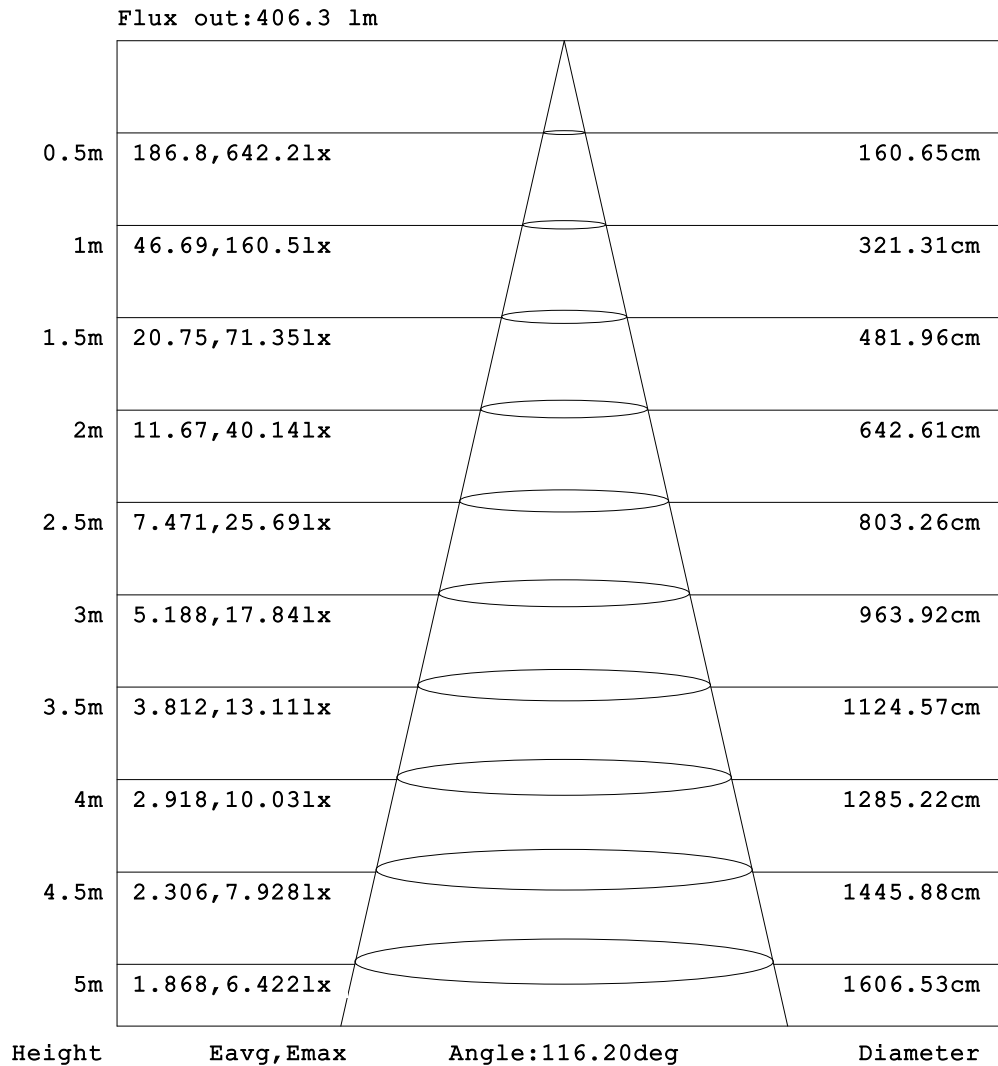 Flux out:406.3 lm
0.5m 186.8,642.2lx 160.65cm
1m 46.69,160.5lx 321.31cm
1.5m 20.75,71.35lx 481.96cm
2m 11.67,40.14lx 642.61cm
2.5m 7.471,25.69lx 803.26cm
3m 5.188,17.84lx 963.92cm
3.5m 3.812,13.11lx 1124.57cm
4m 2.918,10.03lx 1285.22cm
4.5m 2.306,7.928lx 1445.88cm
5m 1.868,6.422lx 1606.53cm
Height Eavg,Emax Angle:116.20deg Diameter